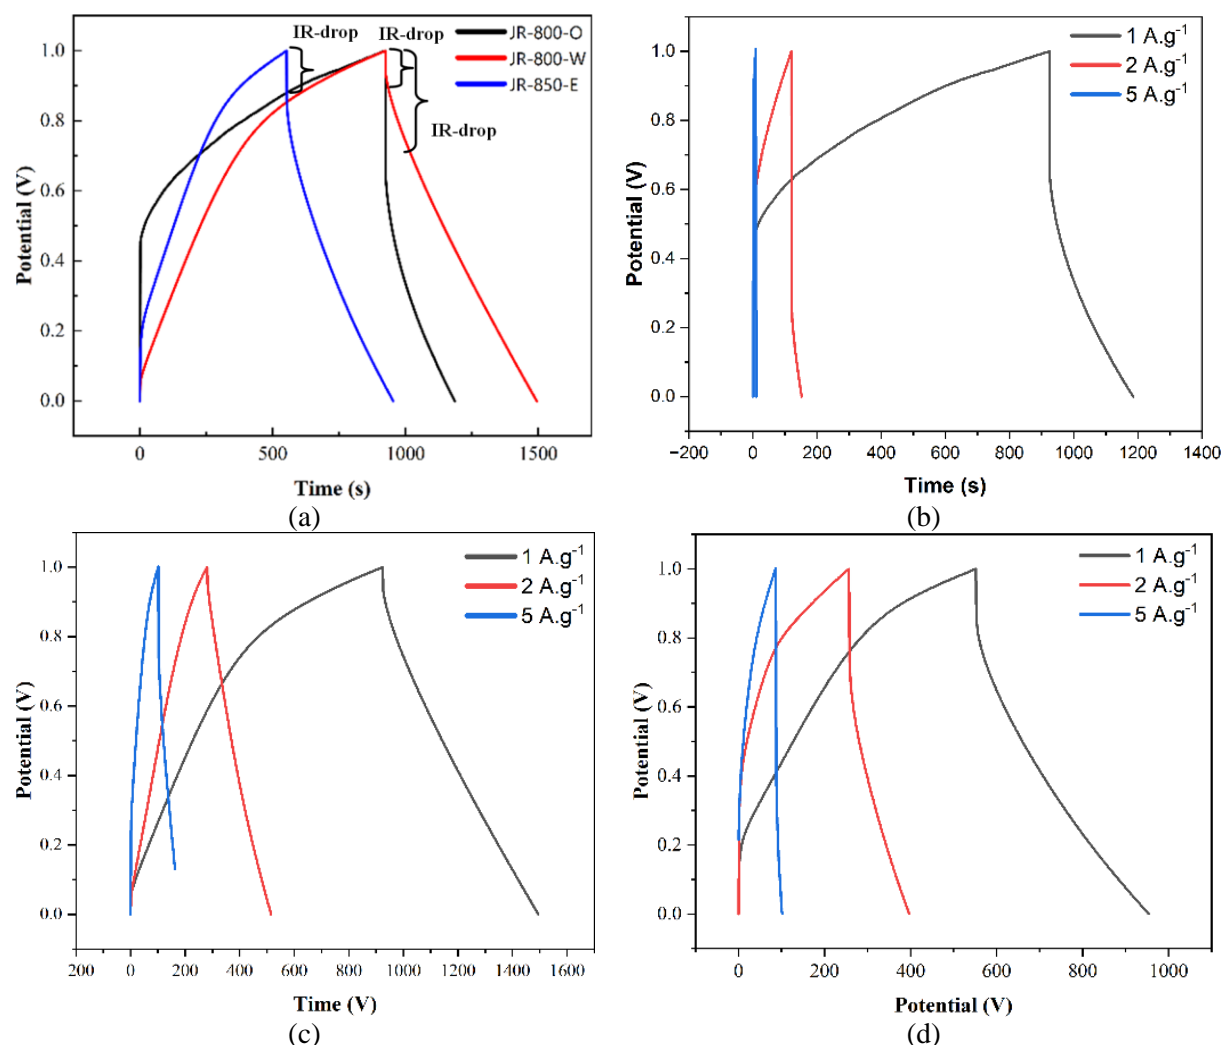 IR-drop
IR-drop
JR-800-O
JR-800-W
JR-850-E
IR-drop
1.0
0.8
0.6
0.4
0.2
0.0
Potential (V)
0
500
1000
1500
Time (s)
(a)
1 A.g⁻¹
2 A.g⁻¹
5 A.g⁻¹
1.0
0.8
0.6
0.4
0.2
0.0
Potential (V)
−200
0
200
400
600
800
1000
1200
1400
Time (s)
(b)
1 A.g⁻¹
2 A.g⁻¹
5 A.g⁻¹
1.0
0.8
0.6
0.4
0.2
0.0
Potential (V)
200
0
200
400
600
800
1000
1200
1400
1600
Time (V)
(c)
1 A.g⁻¹
2 A.g⁻¹
5 A.g⁻¹
1.0
0.8
0.6
0.4
0.2
0.0
Potential (V)
0
200
400
600
800
1000
Potential (V)
(d)